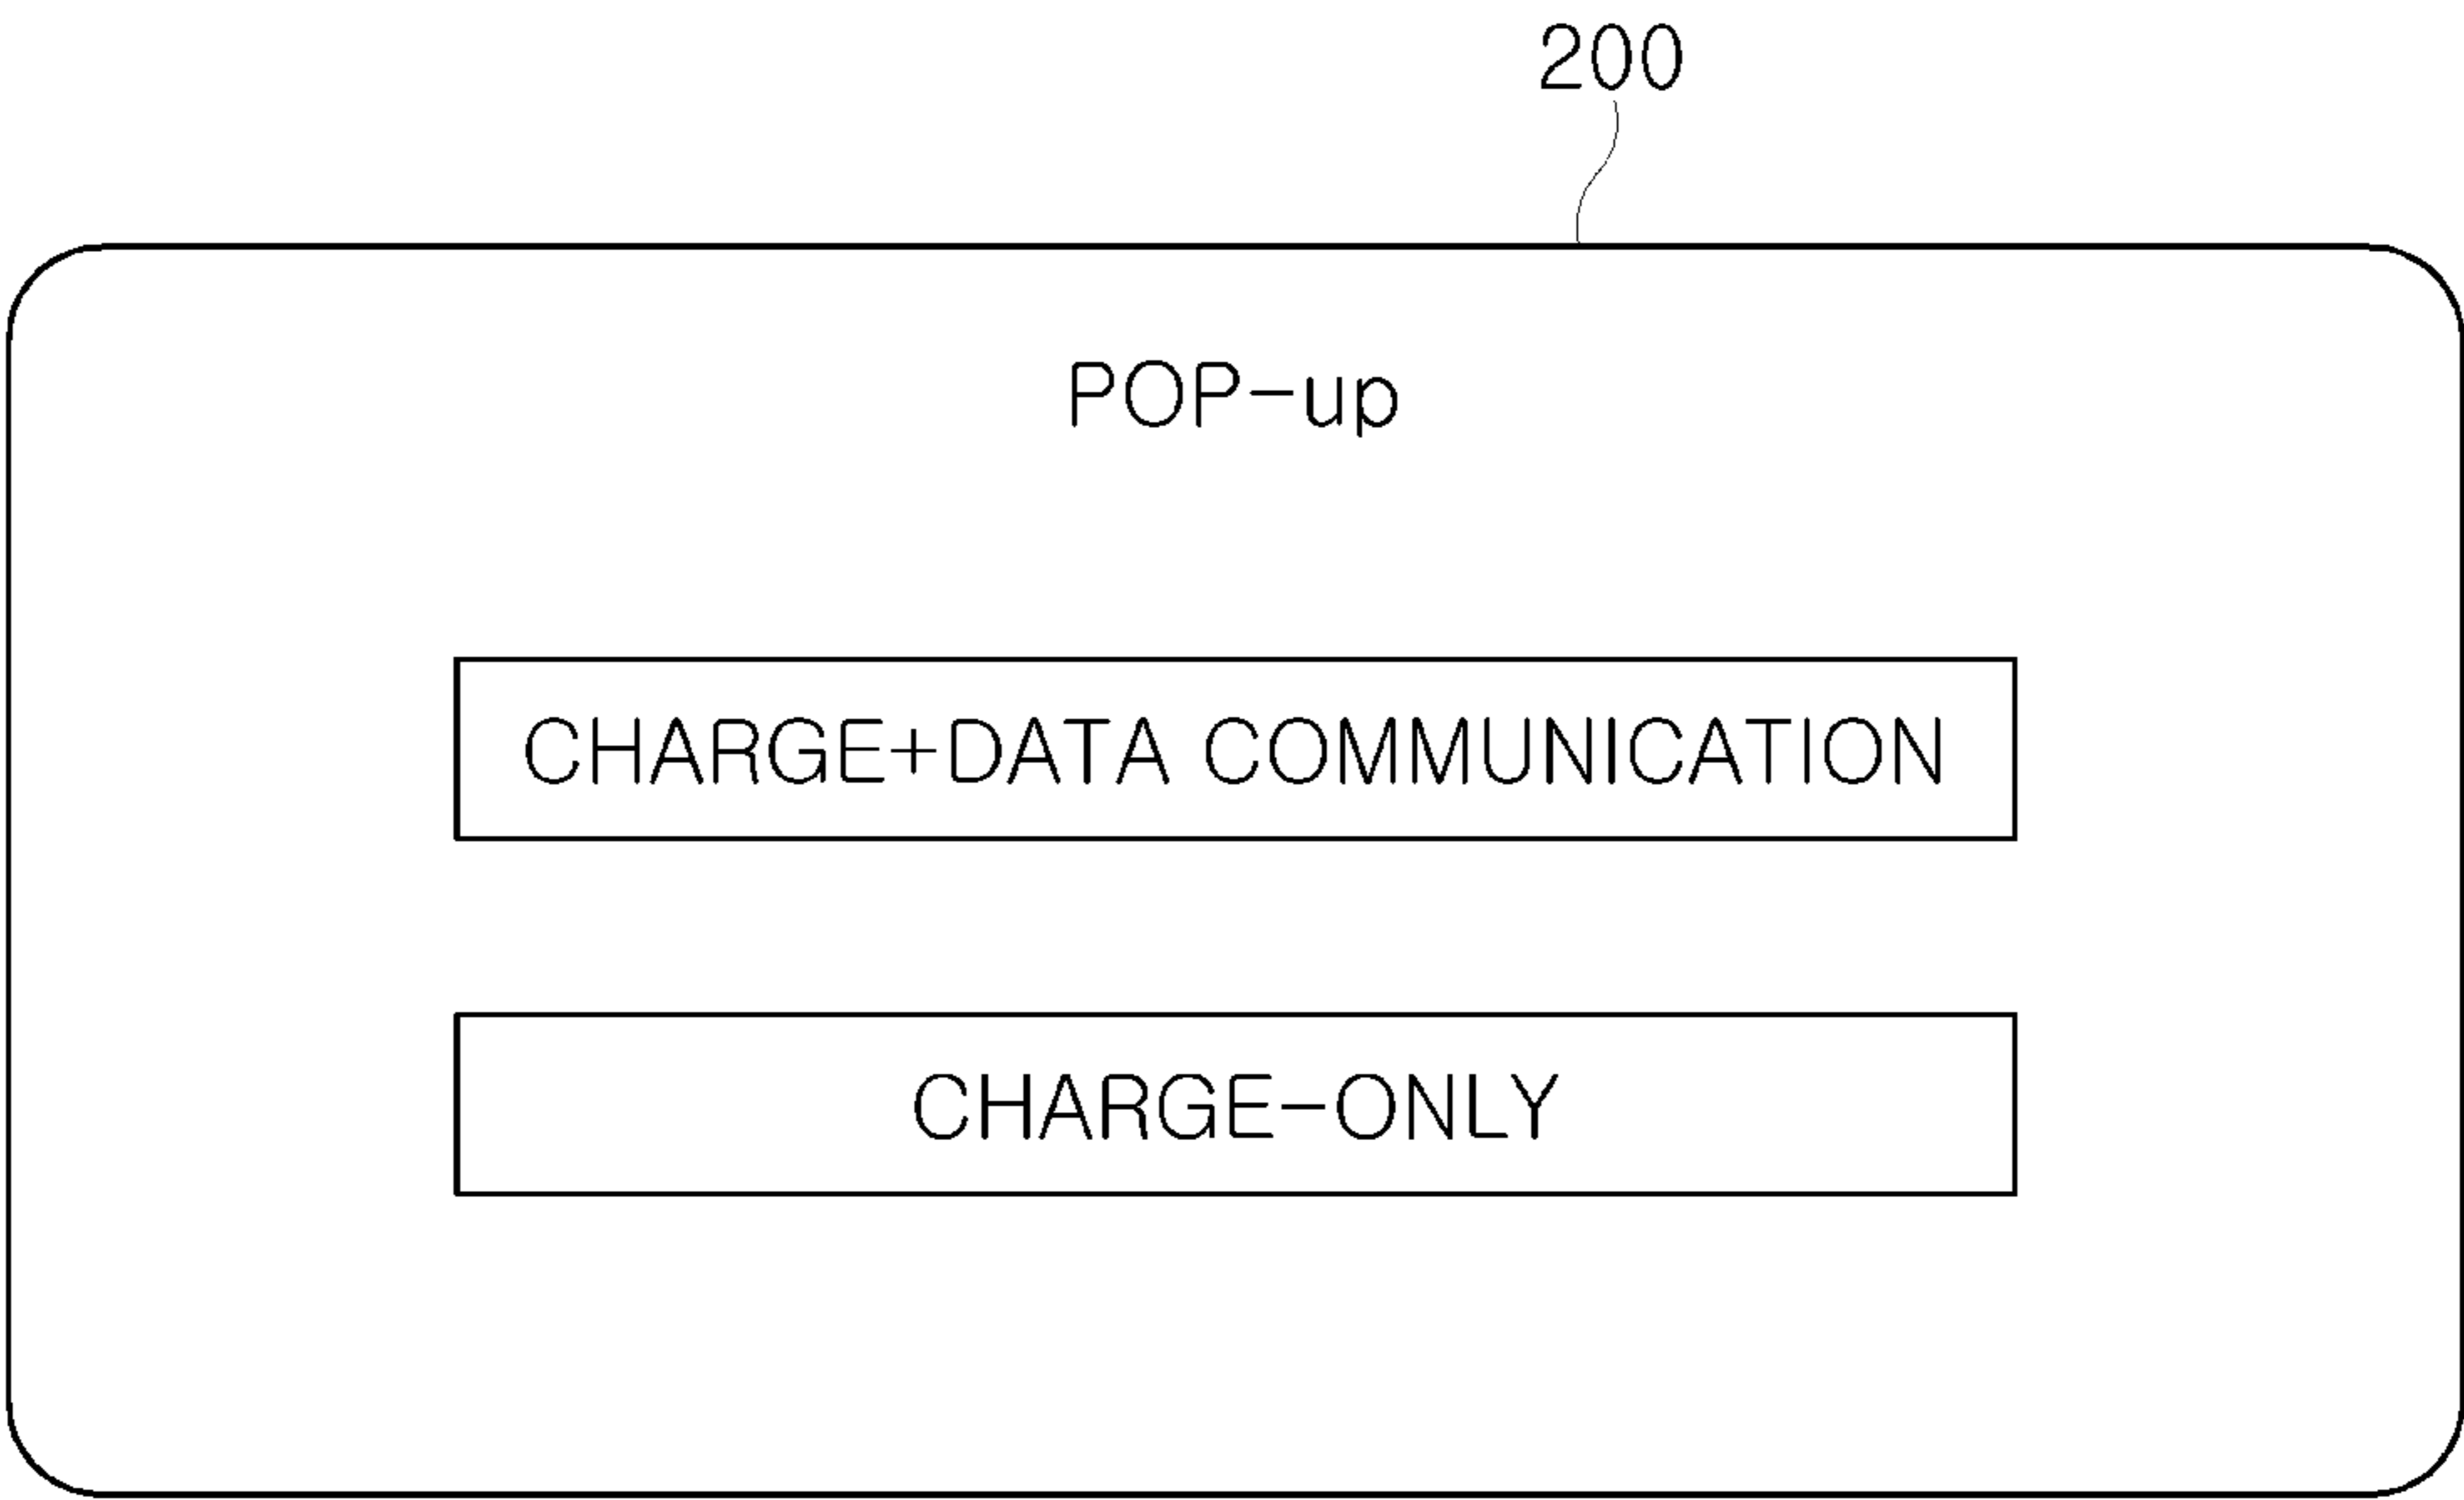 200
POP-up
CHARGE+DATA COMMUNICATION
CHARGE-ONLY